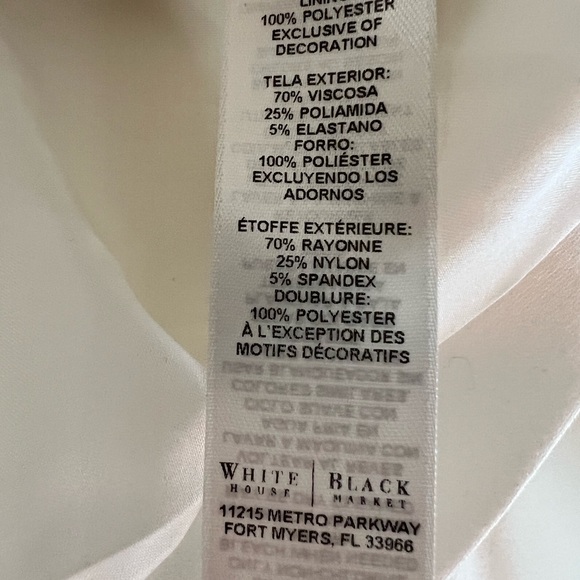 LINING:
100% POLYESTER
EXCLUSIVE OF
DECORATION
TELA EXTERIOR:
70% VISCOSA
25% POLIAMIDA
5% ELASTANO
FORRO:
100% POLIÉSTER
EXCLUYENDO LOS
ADORNOS
ÉTOFFE EXTÉRIEURE:
70% RAYONNE
25% NYLON
5% SPANDEX
DOUBLURE:
100% POLYESTER
À L'EXCEPTION DES
MOTIFS DÉCORATIFS
WHITE | BLACK
HOUSE | MARKET
11215 METRO PARKWAY
FORT MYERS, FL 33966